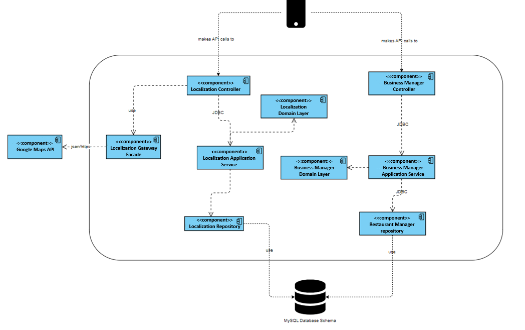 makes API calls to
makes API calls to
<<component>>
Localization Controller
<<component>>
Business Manager
Controller
<<component>>
Localization
Domain Layer
use
JDBC
JDBC
<<component>>
Google Maps API
json/https
<<component>>
Localization Gateway
Facade
<<component>>
Localization Application
Service
<<component>>
Business Manager
Domain Layer
<<component>>
Business Manager
Application Service
JDBC
<<component>>
Localization Repository
<<component>>
Restaurant Manager
repository
use
use
MySQL Database Schema